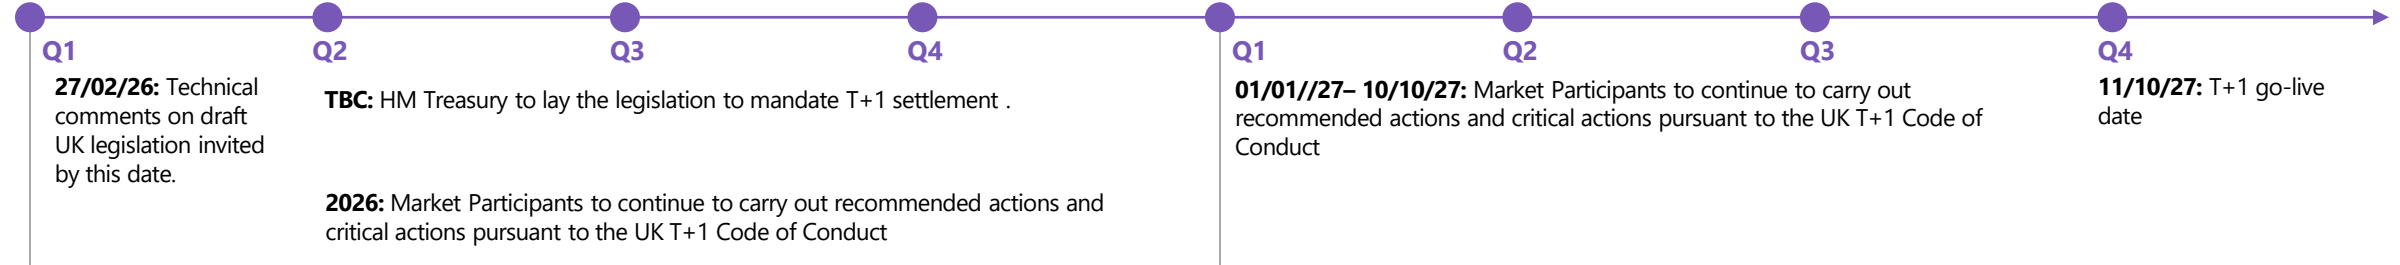 Q1
Q2
Q3
Q4
Q1
Q2
Q3
Q4
27/02/26: Technical
comments on draft
UK legislation invited
by this date.
TBC: HM Treasury to lay the legislation to mandate T+1 settlement .
2026: Market Participants to continue to carry out recommended actions and
critical actions pursuant to the UK T+1 Code of Conduct
01/01//27– 10/10/27: Market Participants to continue to carry out
recommended actions and critical actions pursuant to the UK T+1 Code of
Conduct
11/10/27: T+1 go-live
date